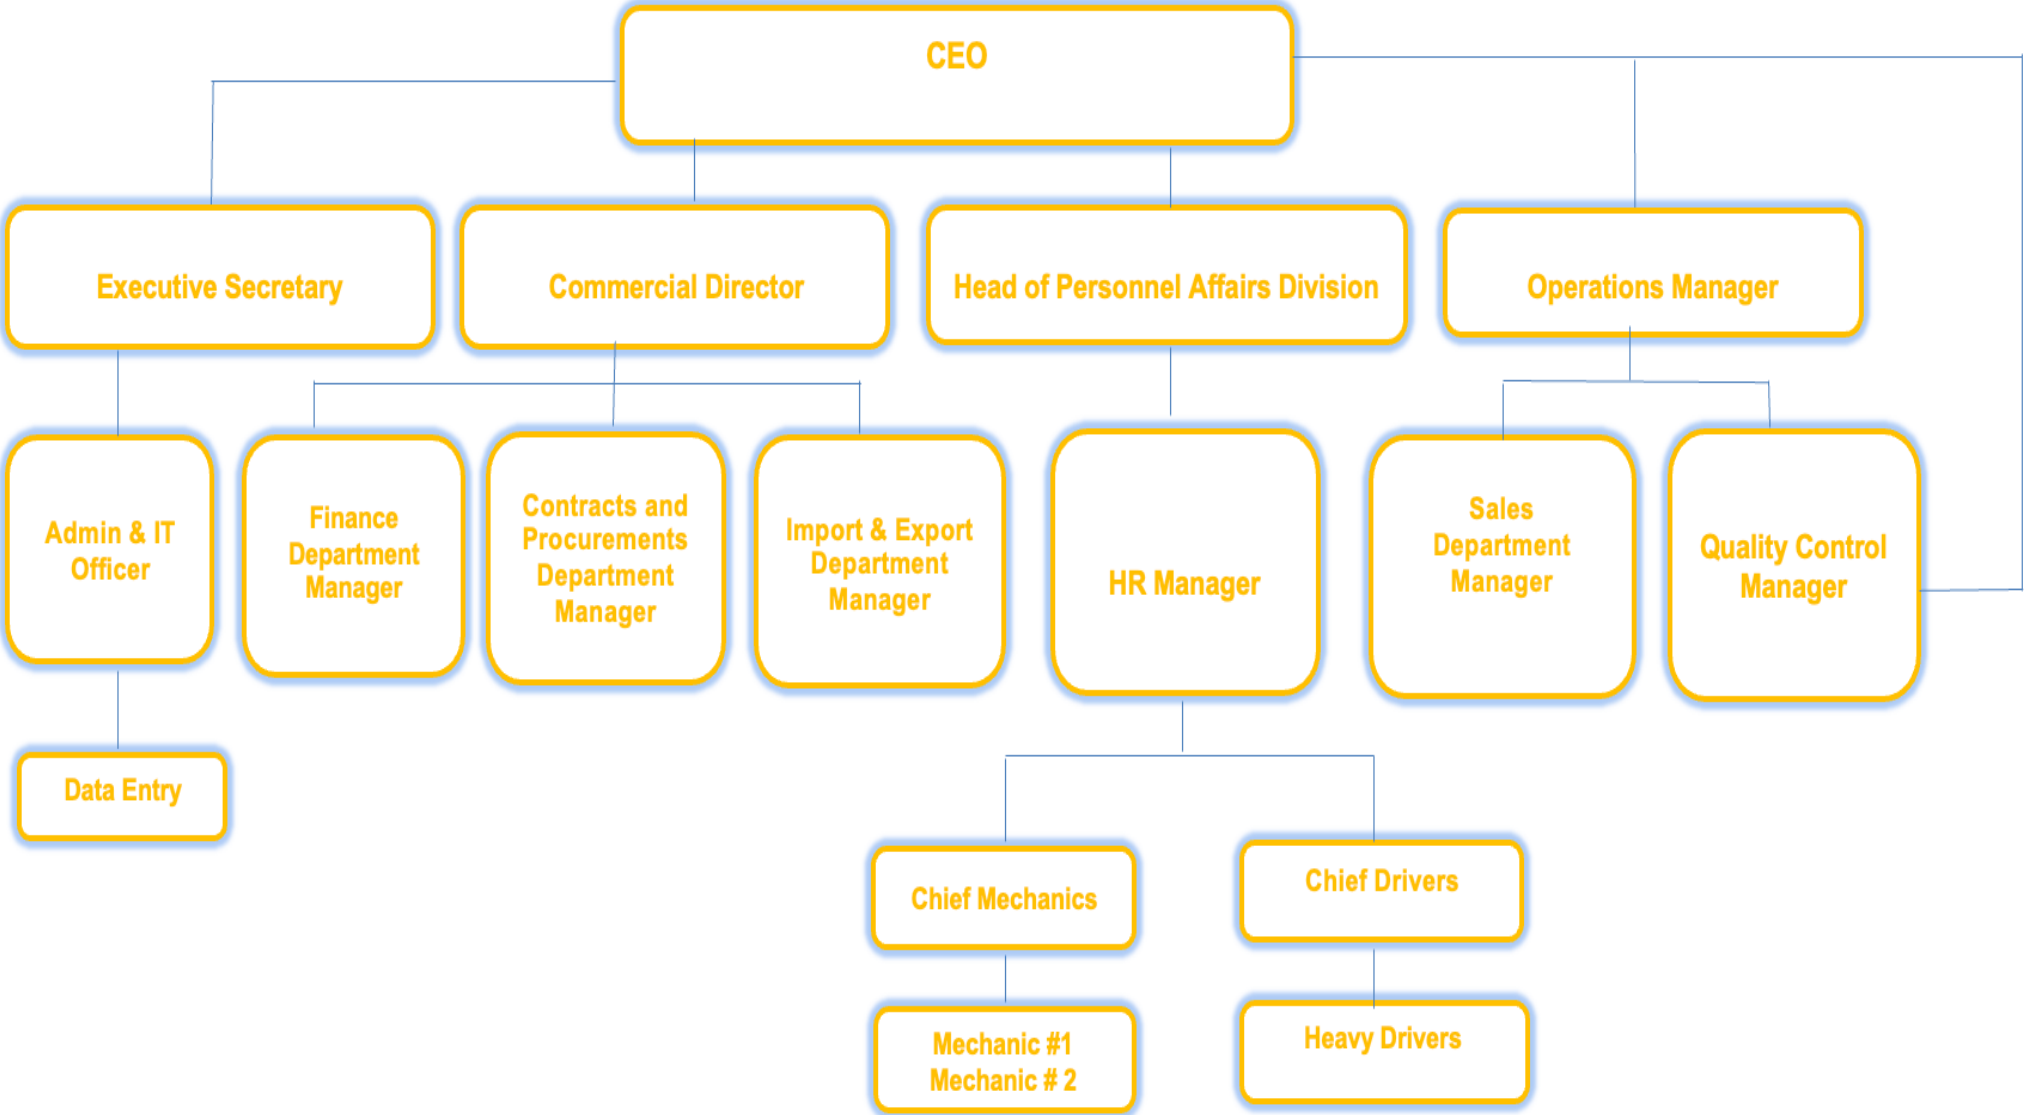 CEO
Executive Secretary
Commercial Director
Head of Personnel Affairs Division
Operations Manager
Admin & IT
Officer
Finance
Department
Manager
Contracts and
Procurements
Department
Manager
Import & Export
Department
Manager
HR Manager
Sales
Department
Manager
Quality Control
Manager
Data Entry
Chief Mechanics
Chief Drivers
Mechanic #1
Mechanic # 2
Heavy Drivers